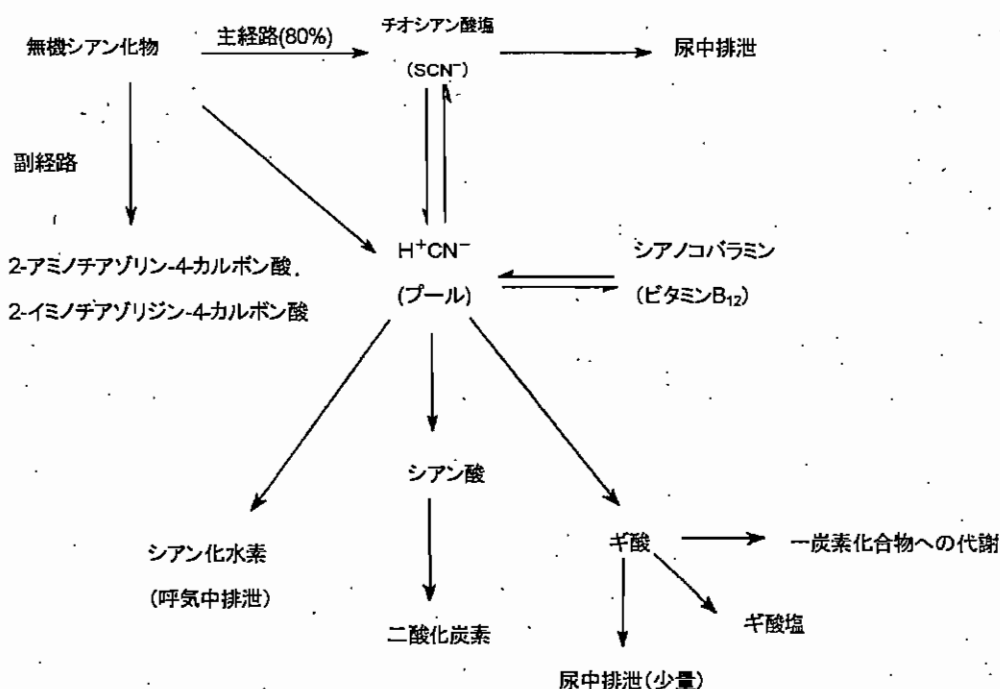 無機シアン化物
主経路(80%)
チオシアン酸塩
(SCN⁻)
尿中排泄
副経路
2-アミノチアゾリン-4-カルボン酸
2-イミノチアゾリジン-4-カルボン酸
H⁺CN⁻
(プール)
シアノコバラミン
(ビタミンB₁₂)
シアン酸
シアン化水素
(呼気中排泄)
二酸化炭素
ギ酸
一炭素化合物への代謝
ギ酸塩
尿中排泄(少量)